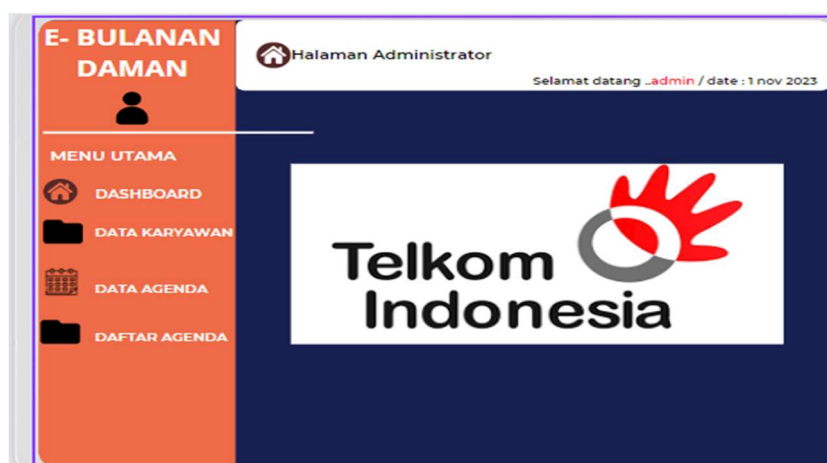 E- BULANAN
DAMAN
MENU UTAMA
DASHBOARD
DATA KARYAWAN
DATA AGENDA
DAFTAR AGENDA
Halaman Administrator
Selamat datang ..admin / date : 1 nov 2023
Telkom
Indonesia